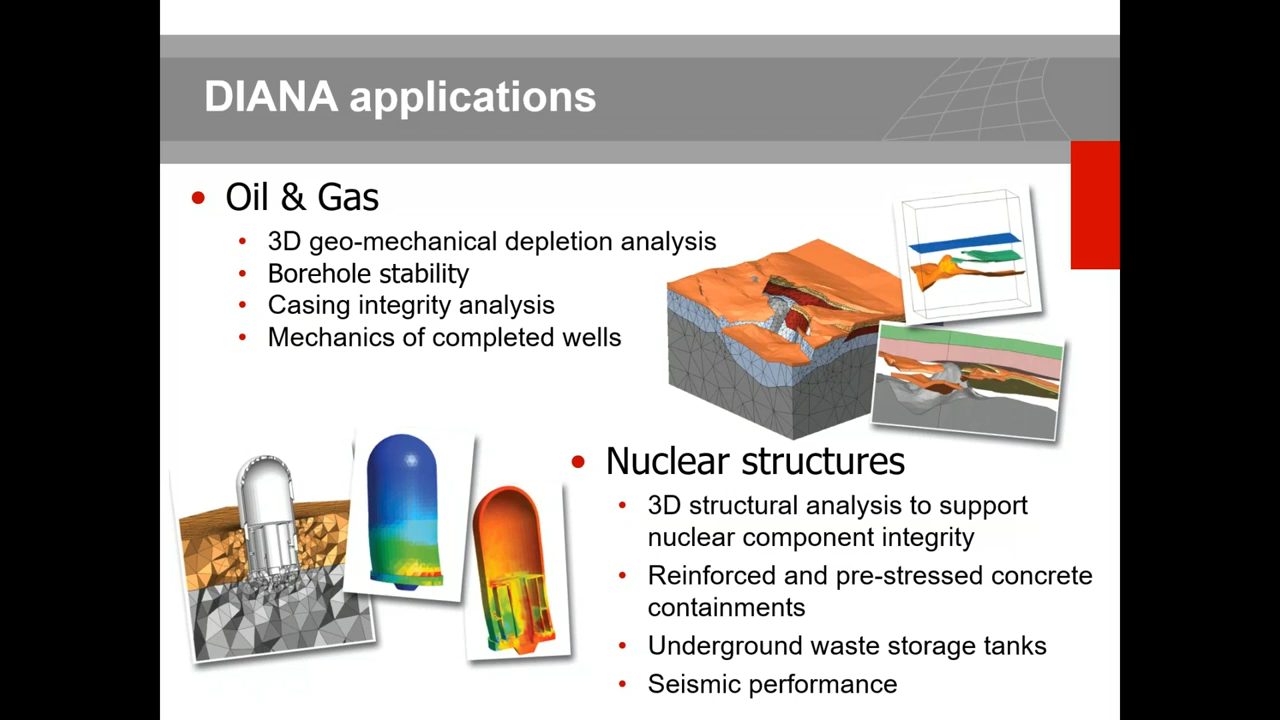 DIANA applications
• Oil & Gas
• 3D geo-mechanical depletion analysis
• Borehole stability
• Casing integrity analysis
• Mechanics of completed wells
• Nuclear structures
• 3D structural analysis to support
nuclear component integrity
• Reinforced and pre-stressed concrete
containments
• Underground waste storage tanks
• Seismic performance